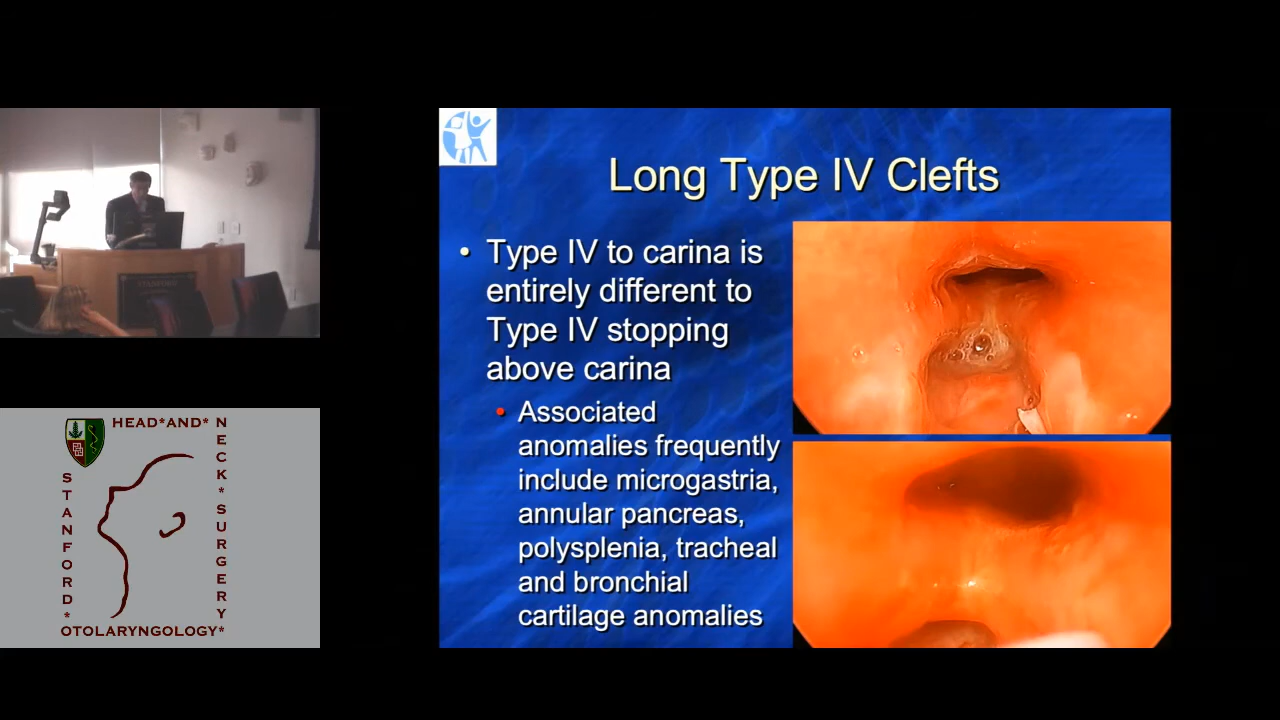 Long Type IV Clefts
• Type IV to carina is
entirely different to
Type IV stopping
above carina
• Associated
anomalies frequently
include microgastria,
annular pancreas,
polysplenia, tracheal
and bronchial
cartilage anomalies
HEAD*AND*
NECK*SURGERY*
STANFORD*
OTOLARYNGOLOGY*